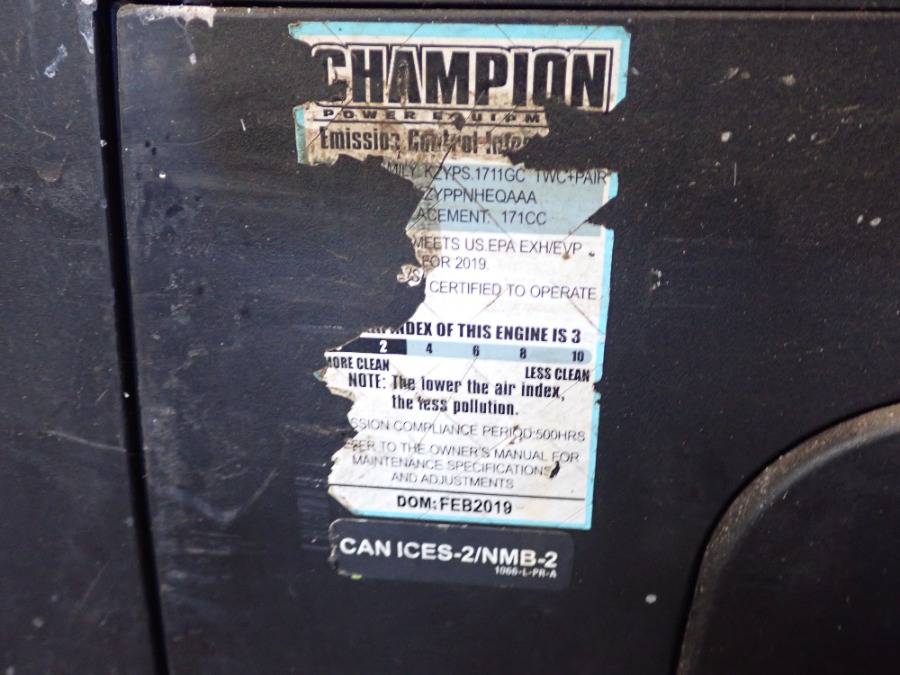 CHAMPION
POWER EQUIPM
Emission Control Infor
MILY: KZYPS.1711GC TWC+PAIR
ZYPPNHEQAAA
ACEMENT: 171CC
MEETS US EPA EXH/EVP
FOR 2019
CERTIFIED TO OPERATE
INDEX OF THIS ENGINE IS 3
2 4 6 8 10
MORE CLEAN LESS CLEAN
NOTE: The lower the air index,
the less pollution.
SSION COMPLIANCE PERIOD:500HRS
FER TO THE OWNER'S MANUAL FOR
MAINTENANCE SPECIFICATIONS
AND ADJUSTMENTS
DOM: FEB2019
CAN ICES-2/NMB-2
1066-L-PR-A